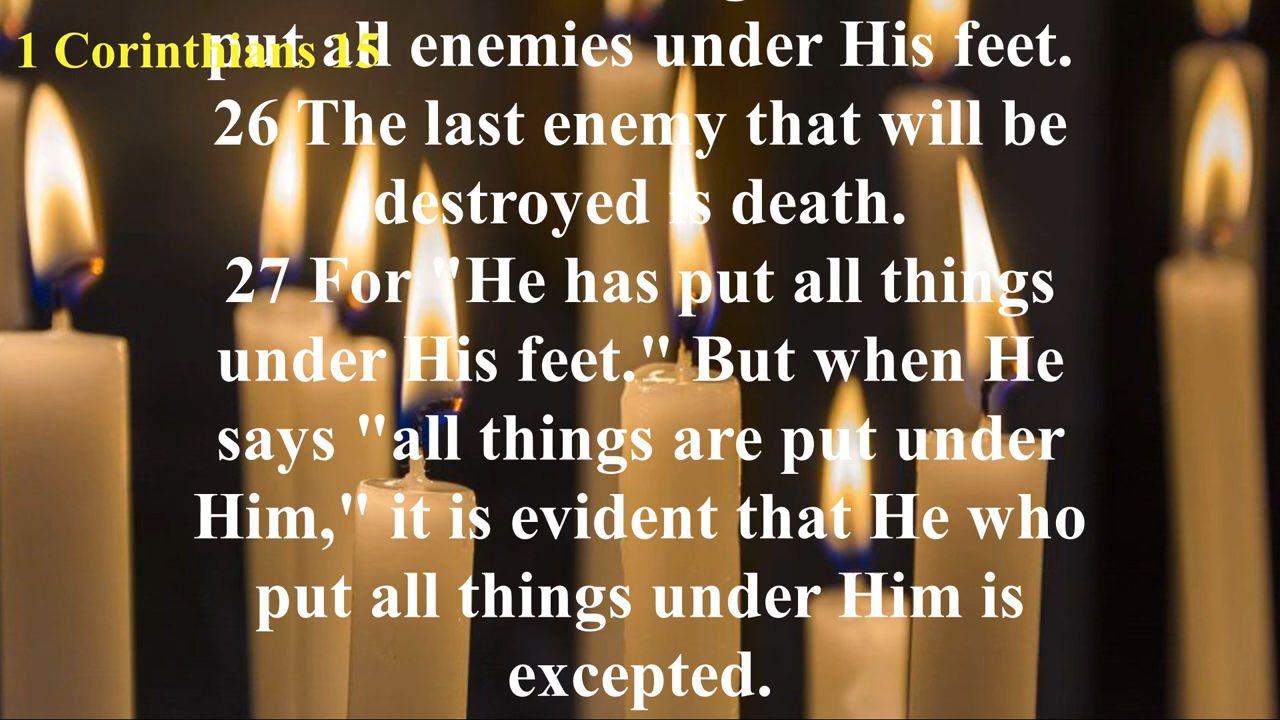 1 Corinthians 15
put all enemies under His feet.
26 The last enemy that will be
destroyed is death.
27 For "He has put all things
under His feet." But when He
says "all things are put under
Him," it is evident that He who
put all things under Him is
excepted.